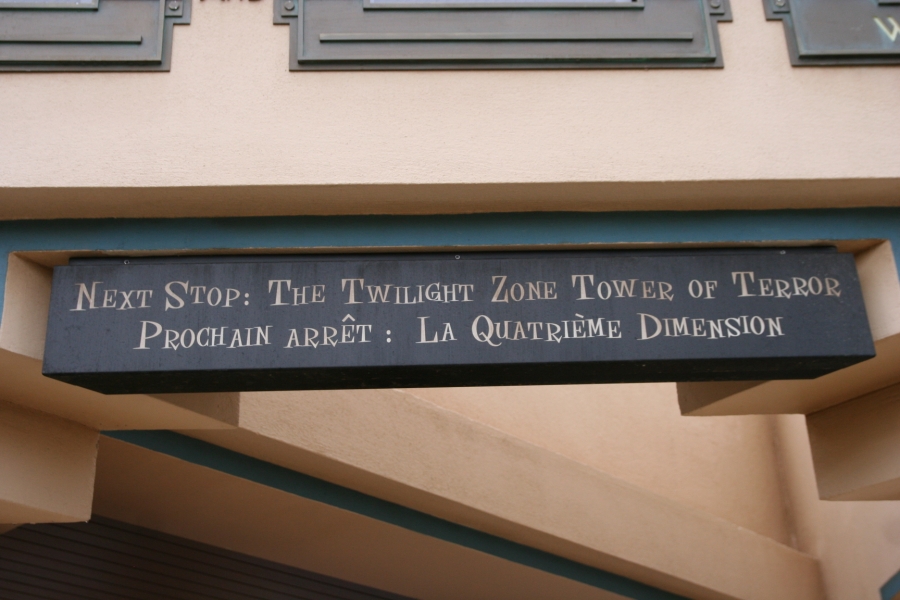 Next Stop: The Twilight Zone Tower of Terror
Prochain arrêt : La Quatrième Dimension